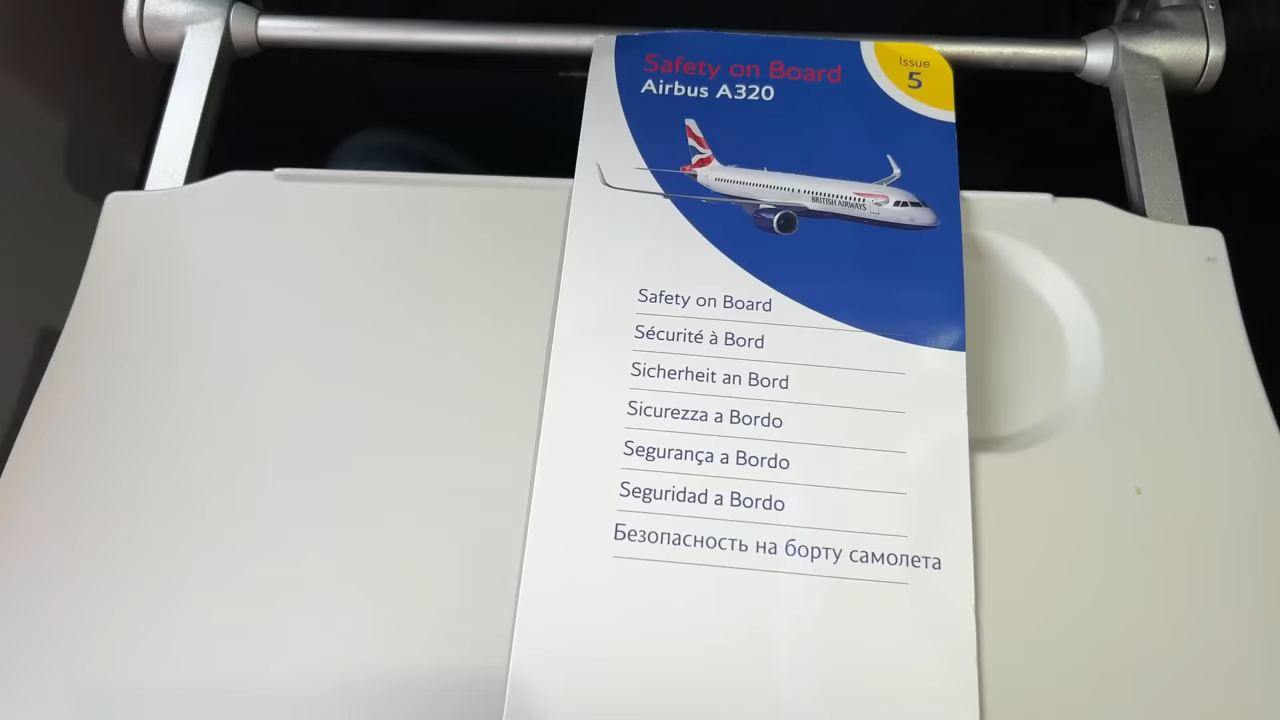 Safety on Board
Airbus A320
Issue
5
BRITISH AIRWAYS
Safety on Board
Sécurité à Bord
Sicherheit an Bord
Sicurezza a Bordo
Segurança a Bordo
Seguridad a Bordo
Безопасность на борту самолета